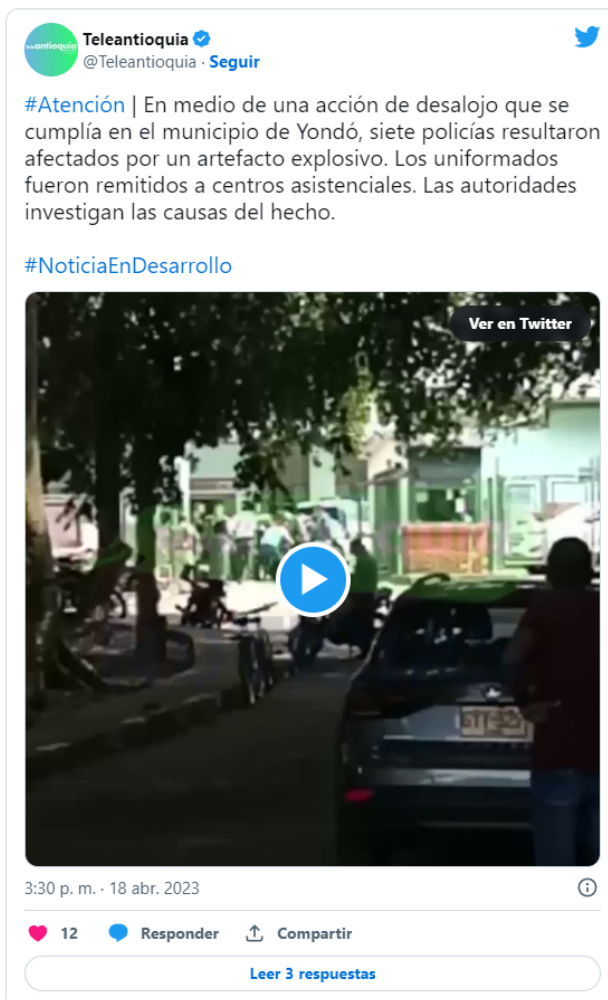 Teleantioquia
@Teleantioquia · Seguir
#Atención | En medio de una acción de desalojo que se
cumplía en el municipio de Yondó, siete policías resultaron
afectados por un artefacto explosivo. Los uniformados
fueron remitidos a centros asistenciales. Las autoridades
investigan las causas del hecho.
#NoticiaEnDesarrollo
Ver en Twitter
3:30 p. m. · 18 abr. 2023
12
Responder
Compartir
Leer 3 respuestas